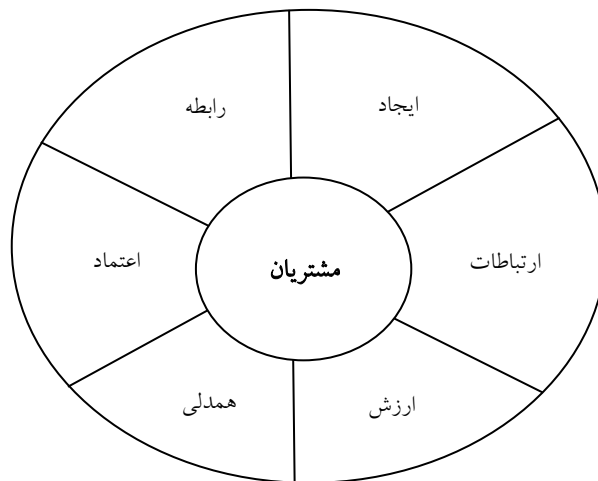 ایجاد
رابطه
ارتباطات
مشتریان
اعتماد
ارزش
همدلی